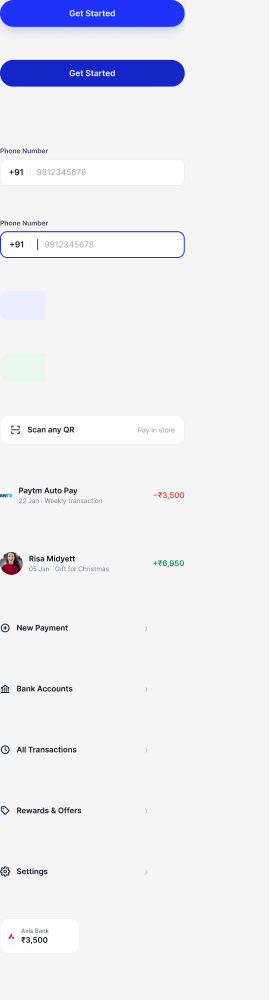 Get Started
Get Started
Phone Number
+91 9812345678
Phone Number
+91 9812345678
Scan any QR Pay in store
Paytm Auto Pay −₹3,500
22 Jan · Weekly transaction
Risa Midyett +₹6,950
05 Jan · Gift for Christmas
New Payment
Bank Accounts
All Transactions
Rewards & Offers
Settings
Axis Bank
₹3,500